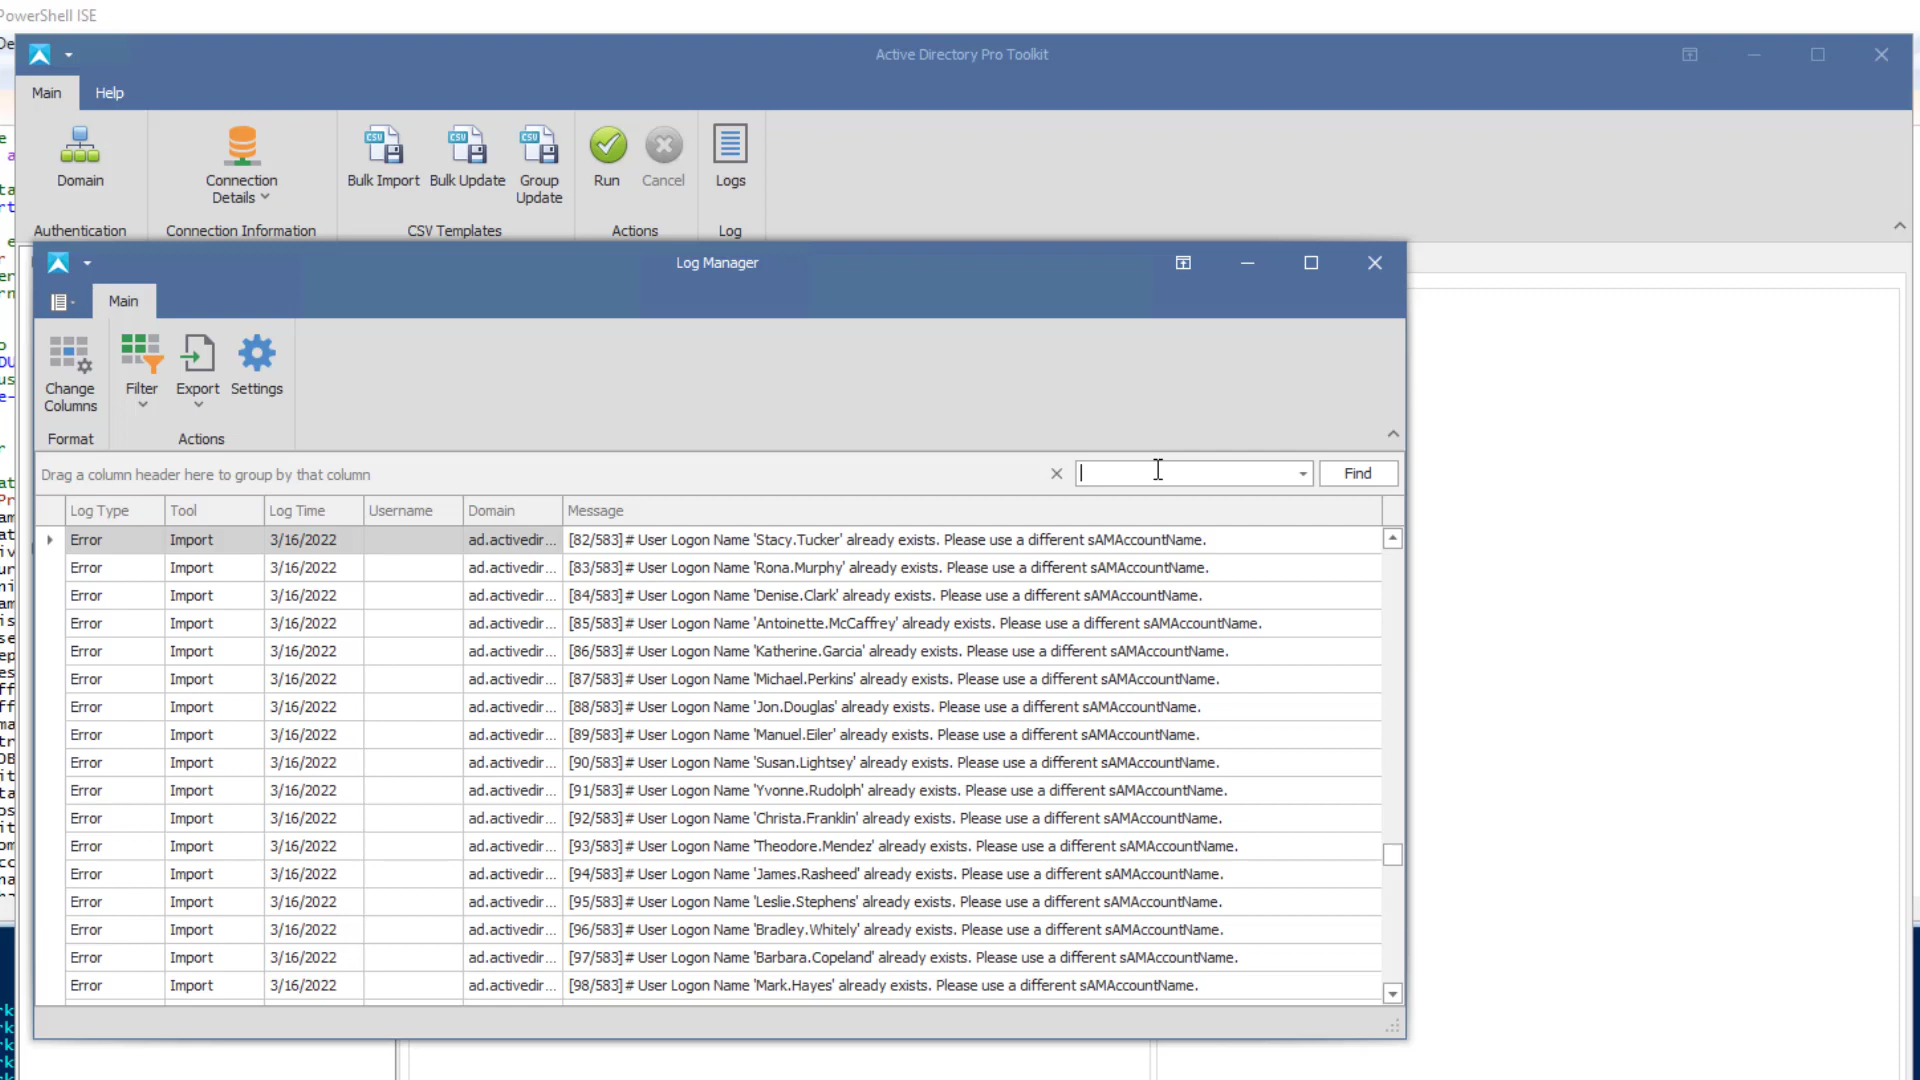 PowerShell ISE
Active Directory Pro Toolkit
Main Help
Domain
Connection
Details
Bulk Import
Bulk Update
Group
Update
Run
Cancel
Logs
Authentication
Connection Information
CSV Templates
Actions
Log
Log Manager
Main
Change
Columns
Filter
Export
Settings
Format
Actions
Drag a column header here to group by that column
Find
Log Type Tool Log Time Username Domain Message
Error Import 3/16/2022 ad.activedir... [82/583] # User Logon Name 'Stacy.Tucker' already exists. Please use a different sAMAccountName.
Error Import 3/16/2022 ad.activedir... [83/583] # User Logon Name 'Rona.Murphy' already exists. Please use a different sAMAccountName.
Error Import 3/16/2022 ad.activedir... [84/583] # User Logon Name 'Denise.Clark' already exists. Please use a different sAMAccountName.
Error Import 3/16/2022 ad.activedir... [85/583] # User Logon Name 'Antoinette.McCaffrey' already exists. Please use a different sAMAccountName.
Error Import 3/16/2022 ad.activedir... [86/583] # User Logon Name 'Katherine.Garcia' already exists. Please use a different sAMAccountName.
Error Import 3/16/2022 ad.activedir... [87/583] # User Logon Name 'Michael.Perkins' already exists. Please use a different sAMAccountName.
Error Import 3/16/2022 ad.activedir... [88/583] # User Logon Name 'Jon.Douglas' already exists. Please use a different sAMAccountName.
Error Import 3/16/2022 ad.activedir... [89/583] # User Logon Name 'Manuel.Eiler' already exists. Please use a different sAMAccountName.
Error Import 3/16/2022 ad.activedir... [90/583] # User Logon Name 'Susan.Lightsey' already exists. Please use a different sAMAccountName.
Error Import 3/16/2022 ad.activedir... [91/583] # User Logon Name 'Yvonne.Rudolph' already exists. Please use a different sAMAccountName.
Error Import 3/16/2022 ad.activedir... [92/583] # User Logon Name 'Christa.Franklin' already exists. Please use a different sAMAccountName.
Error Import 3/16/2022 ad.activedir... [93/583] # User Logon Name 'Theodore.Mendez' already exists. Please use a different sAMAccountName.
Error Import 3/16/2022 ad.activedir... [94/583] # User Logon Name 'James.Rasheed' already exists. Please use a different sAMAccountName.
Error Import 3/16/2022 ad.activedir... [95/583] # User Logon Name 'Leslie.Stephens' already exists. Please use a different sAMAccountName.
Error Import 3/16/2022 ad.activedir... [96/583] # User Logon Name 'Bradley.Whitely' already exists. Please use a different sAMAccountName.
Error Import 3/16/2022 ad.activedir... [97/583] # User Logon Name 'Barbara.Copeland' already exists. Please use a different sAMAccountName.
Error Import 3/16/2022 ad.activedir... [98/583] # User Logon Name 'Mark.Hayes' already exists. Please use a different sAMAccountName.